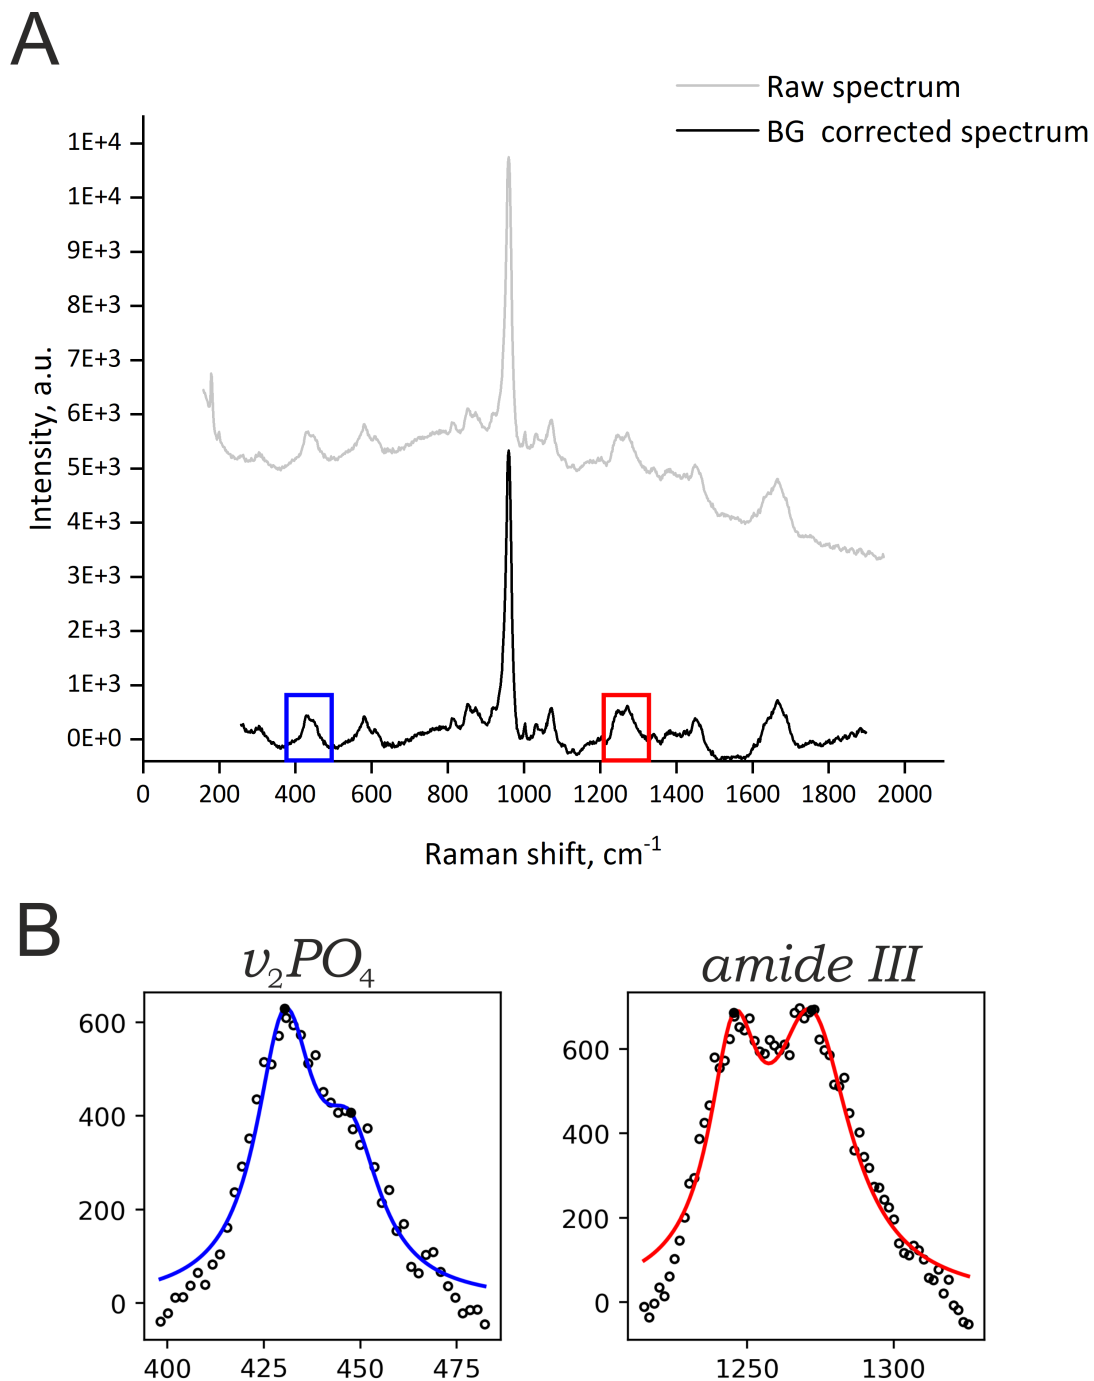 A
Raw spectrum
BG corrected spectrum
1E+4
1E+4
9E+3
8E+3
7E+3
6E+3
5E+3
4E+3
3E+3
2E+3
1E+3
0E+0
Intensity, a.u.
0 200 400 600 800 1000 1200 1400 1600 1800 2000
Raman shift, cm⁻¹
B
ν₂PO₄
600
400
200
0
400 425 450 475
amide III
600
400
200
0
1250 1300